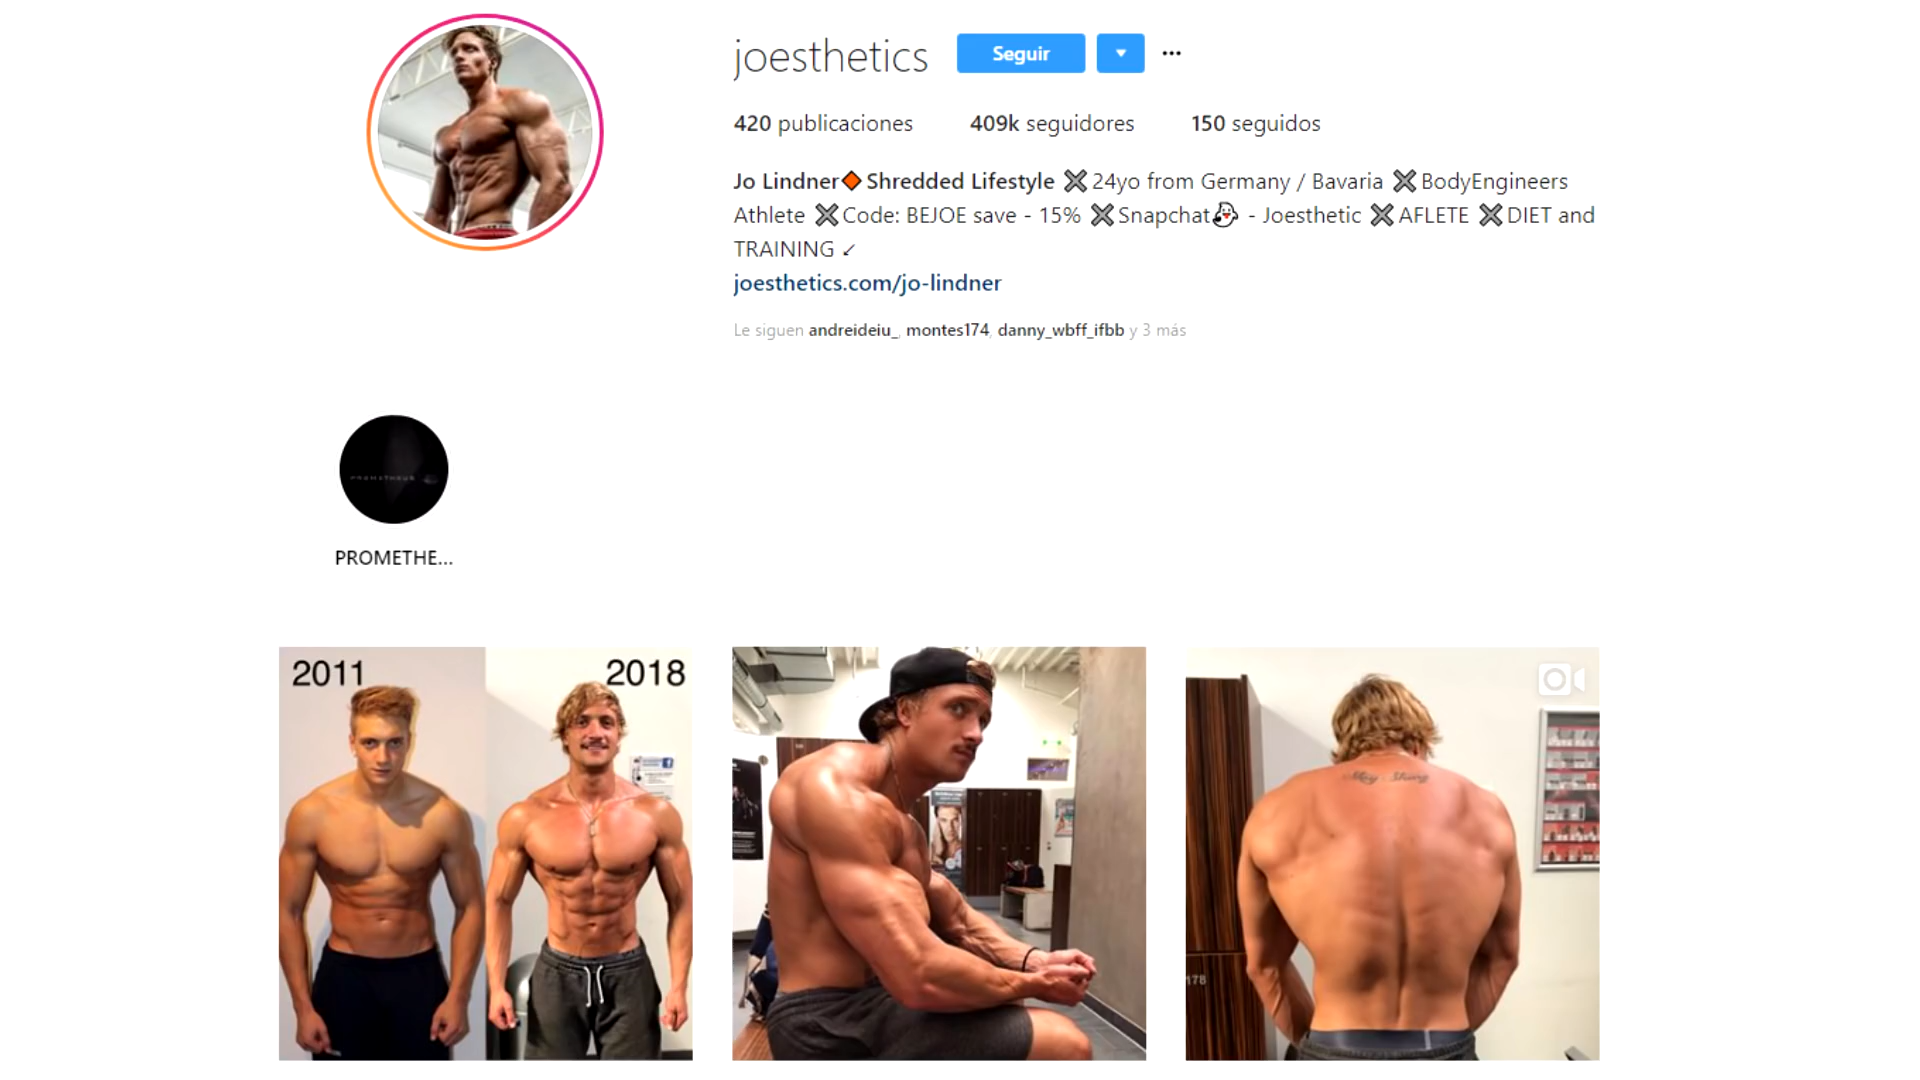 joesthetics Seguir
420 publicaciones 409k seguidores 150 seguidos
Jo Lindner🔶Shredded Lifestyle ✖24yo from Germany / Bavaria ✖BodyEngineers
Athlete ✖Code: BEJOE save - 15% ✖Snapchat👻 - Joesthetic ✖AFLETE ✖DIET and
TRAINING ↙
joesthetics.com/jo-lindner
Le siguen andreideiu_, montes174, danny_wbff_ifbb y 3 más
PROMETHEUS
PROMETHE...
2011 2018
178